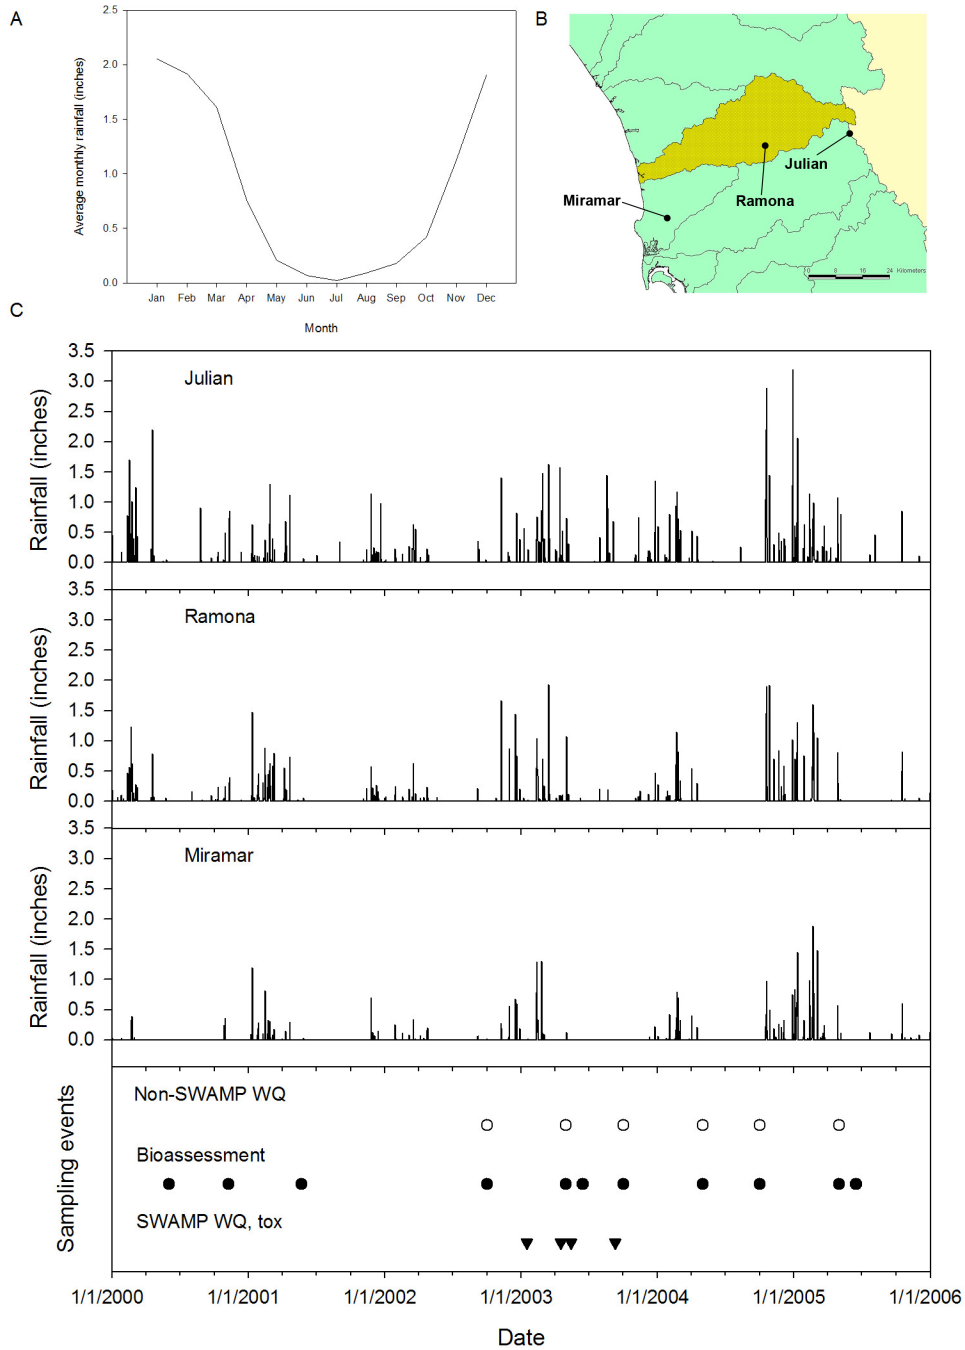 A
2.5
2.0
1.5
1.0
0.5
0.0
Average monthly rainfall (inches)
Jan Feb Mar Apr May Jun Jul Aug Sep Oct Nov Dec
Month
B
Julian
Miramar
Ramona
0 8 16 24 Kilometers
C
3.5
3.0
2.5
2.0
1.5
1.0
0.5
0.0
Rainfall (inches)
Julian
3.5
3.0
2.5
2.0
1.5
1.0
0.5
0.0
Rainfall (inches)
Ramona
3.5
3.0
2.5
2.0
1.5
1.0
0.5
0.0
Rainfall (inches)
Miramar
Sampling events
Non-SWAMP WQ
Bioassessment
SWAMP WQ, tox
1/1/2000 1/1/2001 1/1/2002 1/1/2003 1/1/2004 1/1/2005 1/1/2006
Date